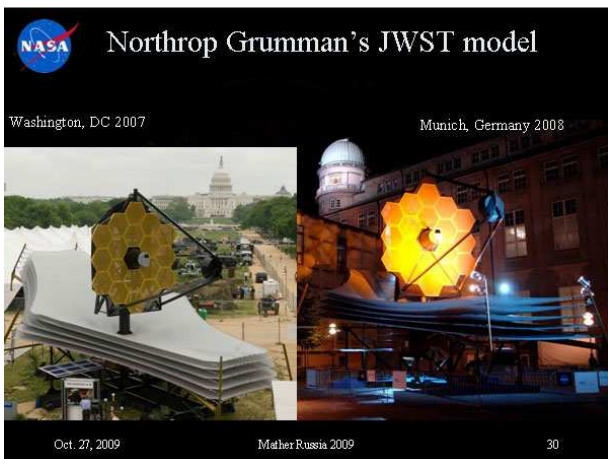 NASA
Northrop Grumman's JWST model
Washington, DC 2007
Munich, Germany 2008
Oct. 27, 2009
Mather Russia 2009
30